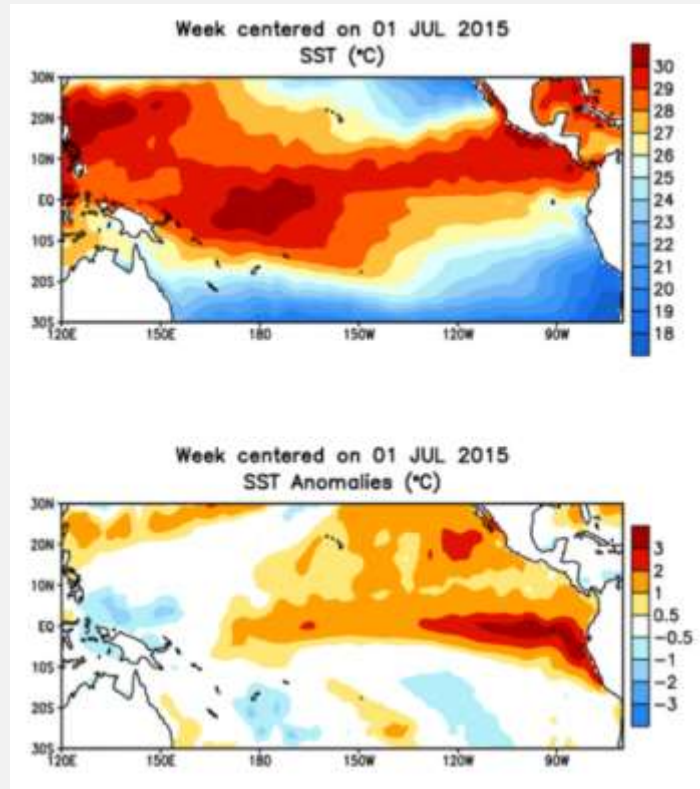 Week centered on 01 JUL 2015
SST (°C)
30N
20N
10N
EQ
10S
20S
30S
120E 150E 180 150W 120W 90W
30
29
28
27
26
25
24
23
22
21
20
19
18
Week centered on 01 JUL 2015
SST Anomalies (°C)
30N
20N
10N
EQ
10S
20S
30S
120E 150E 180 150W 120W 90W
3
2
1
0.5
-0.5
-1
-2
-3